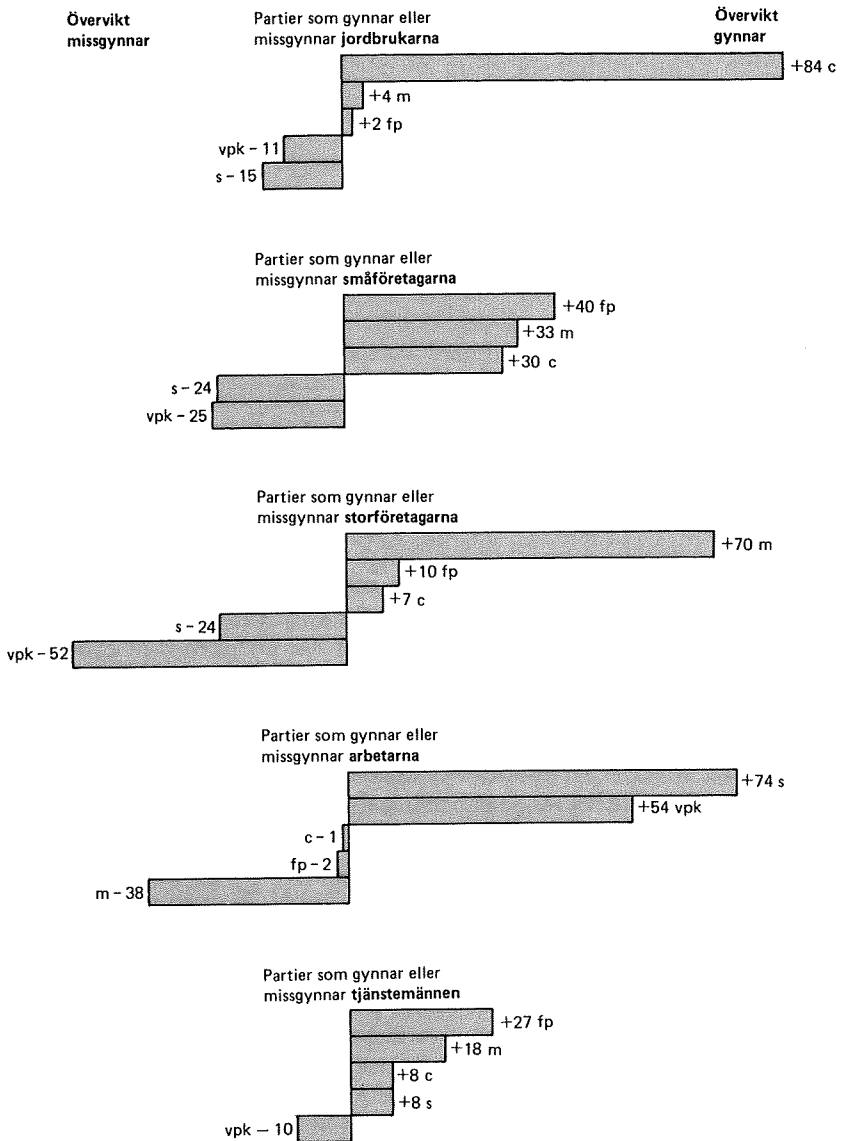 Övervikt
missgynnar
Partier som gynnar eller
missgynnar jordbrukarna
Övervikt
gynnar
+84 c
+4 m
+2 fp
vpk – 11
s – 15
Partier som gynnar eller
missgynnar småföretagarna
+40 fp
+33 m
+30 c
s – 24
vpk – 25
Partier som gynnar eller
missgynnar storföretagarna
+70 m
+10 fp
+7 c
s – 24
vpk – 52
Partier som gynnar eller
missgynnar arbetarna
+74 s
+54 vpk
c – 1
fp – 2
m – 38
Partier som gynnar eller
missgynnar tjänstemännen
+27 fp
+18 m
+8 c
+8 s
vpk – 10